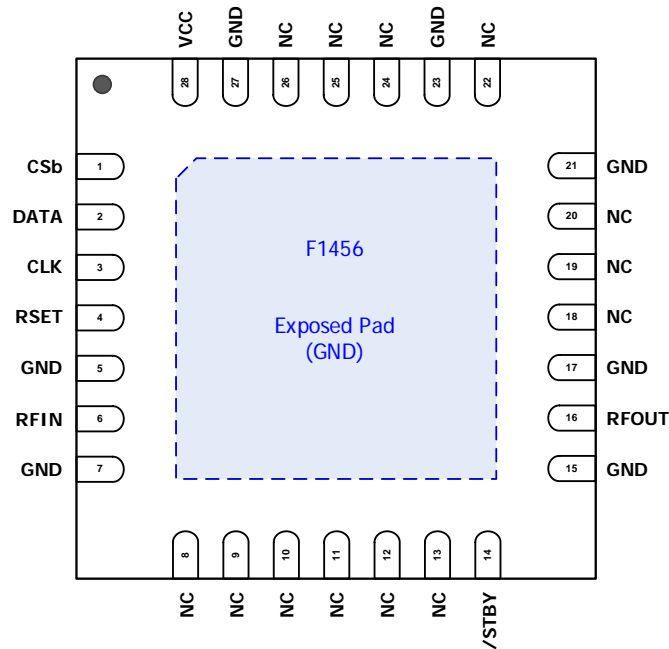 VCC GND NC NC NC GND NC
28 27 26 25 24 23 22
CSb 1 21 GND
DATA 2 20 NC
CLK 3 19 NC
RSET 4 18 NC
GND 5 17 GND
RFIN 6 16 RFOUT
GND 7 15 GND
F1456
Exposed Pad
(GND)
8 9 10 11 12 13 14
NC NC NC NC NC NC /STBY